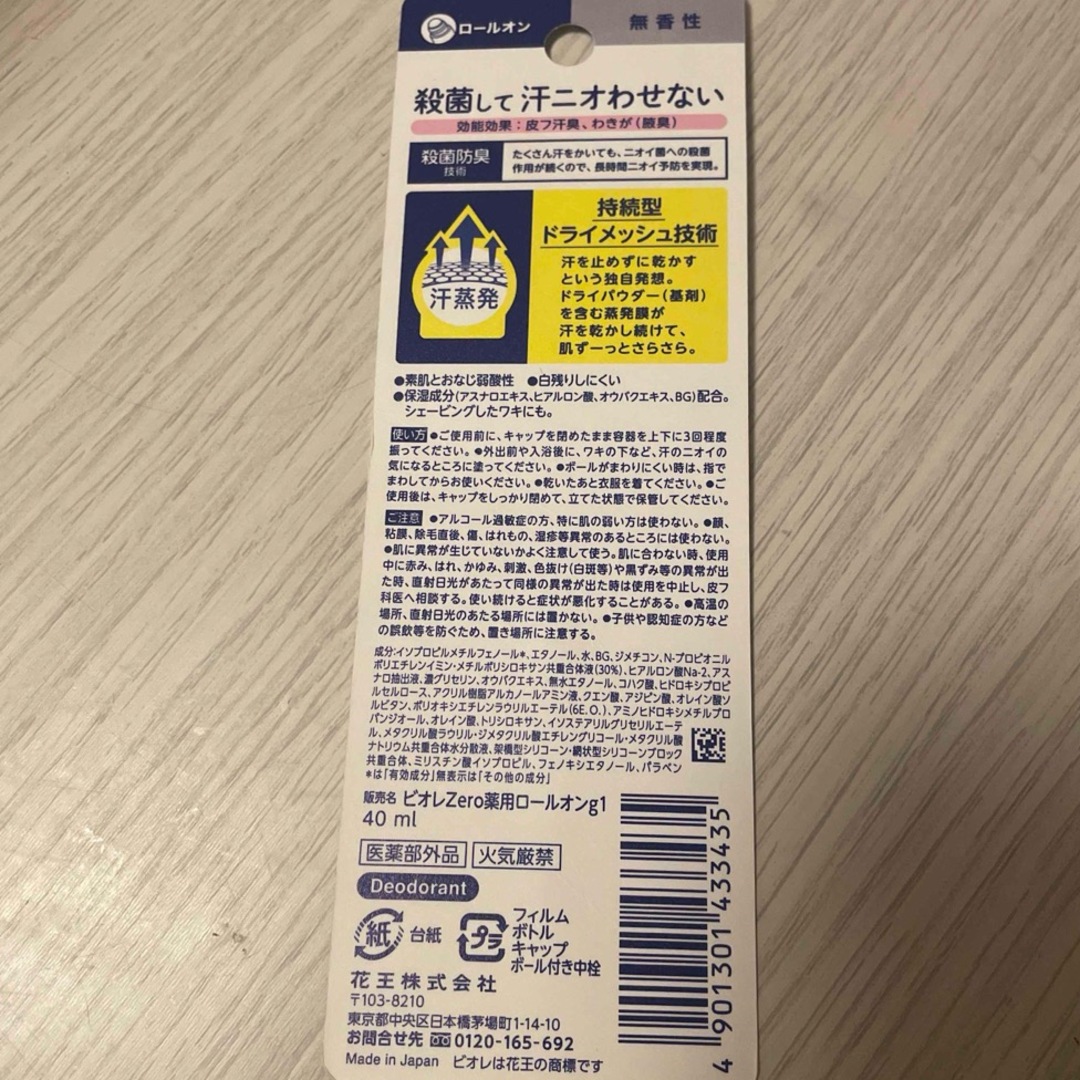 ロールオン
無香性
殺菌して 汗ニオわせない
効能効果：皮フ汗臭、わきが（腋臭）
殺菌防臭
技術
たくさん汗をかいても、ニオイ菌への殺菌
作用が続くので、長時間ニオイ予防を実現。
汗蒸発
持続型
ドライメッシュ技術
汗を止めずに乾かす
という独自発想。
ドライパウダー（基剤）
を含む蒸発膜が
汗を乾かし続けて、
肌ずーっとさらさら。
●素肌とおなじ弱酸性 ●白残りしにくい
●保湿成分（アスナロエキス、ヒアルロン酸、オウバクエキス、BG）配合。
シェービングしたワキにも。
使い方 ●ご使用前に、キャップを閉めたまま容器を上下に3回程度
振ってください。●外出前や入浴後に、ワキの下など、汗のニオイの
気になるところに塗ってください。●ボールがまわりにくい時は、指で
まわしてからお使いください。●乾いたあと衣服を着てください。●ご
使用後は、キャップをしっかり閉めて、立てた状態で保管してください。
ご注意 ●アルコール過敏症の方、特に肌の弱い方は使わない。●顔、
粘膜、除毛直後、傷、はれもの、湿疹等異常のあるところには使わない。
●肌に異常が生じていないかよく注意して使う。肌に合わない時、使用
中に赤み、はれ、かゆみ、刺激、色抜け（白斑等）や黒ずみ等の異常が出
た時、直射日光があたって同様の異常が出た時は使用を中止し、皮フ
科医へ相談する。使い続けると症状が悪化することがある。●高温の
場所、直射日光のあたる場所には置かない。●子供や認知症の方など
の誤飲等を防ぐため、置き場所に注意する。
成分：イソプロピルメチルフェノール＊、エタノール、水、BG、ジメチコン、N-プロピオニル
ポリエチレンイミン・メチルポリシロキサン共重合体液（30%）、ヒアルロン酸Na-2、アス
ナロ抽出液、濃グリセリン、オウバクエキス、無水エタノール、コハク酸、ヒドロキシプロピ
ルセルロース、アクリル樹脂アルカノールアミン液、クエン酸、アジピン酸、オレイン酸ソ
ルビタン、ポリオキシエチレンラウリルエーテル（6E.O.）、アミノヒドロキシメチルプロ
パンジオール、オレイン酸、トリシロキサン、イソステアリルグリセリルエーテ
ル、メタクリル酸ラウリル・ジメタクリル酸エチレングリコール・メタクリル酸
ナトリウム共重合体水分散液、架橋型シリコーン・網状型シリコーンブロック
共重合体、ミリスチン酸イソプロピル、フェノキシエタノール、パラベン
＊は「有効成分」無表示は「その他の成分」
販売名 ビオレZero薬用ロールオンg1
40 ml
医薬部外品 火気厳禁
Deodorant
紙 台紙
プラ
フィルム
ボトル
キャップ
ボール付き中栓
花王株式会社
〒103-8210
東京都中央区日本橋茅場町1-14-10
お問合せ先 0120-165-692
Made in Japan ビオレは花王の商標です
4 901301 433435